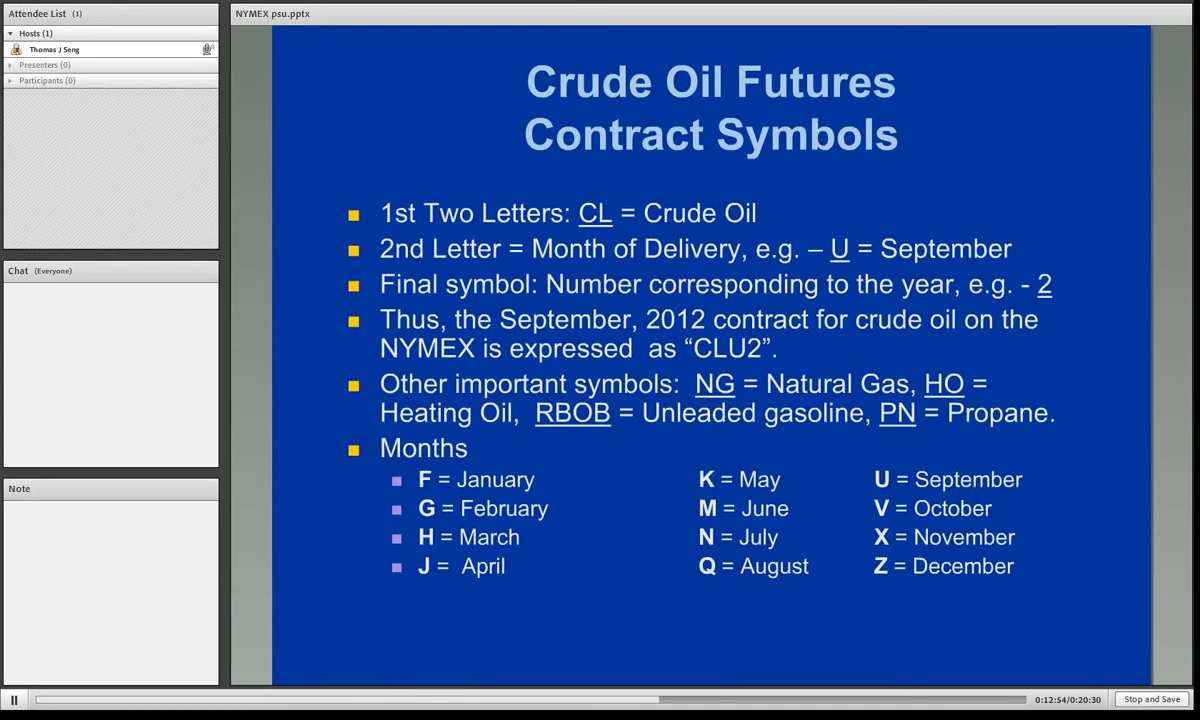 Attendee List (1)
Hosts (1)
Thomas J Seng
Presenters (0)
Participants (0)
Chat (Everyone)
Note
NYMEX psu.pptx
Crude Oil Futures
Contract Symbols
1st Two Letters: CL = Crude Oil
2nd Letter = Month of Delivery, e.g. – U = September
Final symbol: Number corresponding to the year, e.g. - 2
Thus, the September, 2012 contract for crude oil on the
NYMEX is expressed as “CLU2”.
Other important symbols: NG = Natural Gas, HO =
Heating Oil, RBOB = Unleaded gasoline, PN = Propane.
Months
F = January K = May U = September
G = February M = June V = October
H = March N = July X = November
J = April Q = August Z = December
0:12:54/0:20:30
Stop and Save